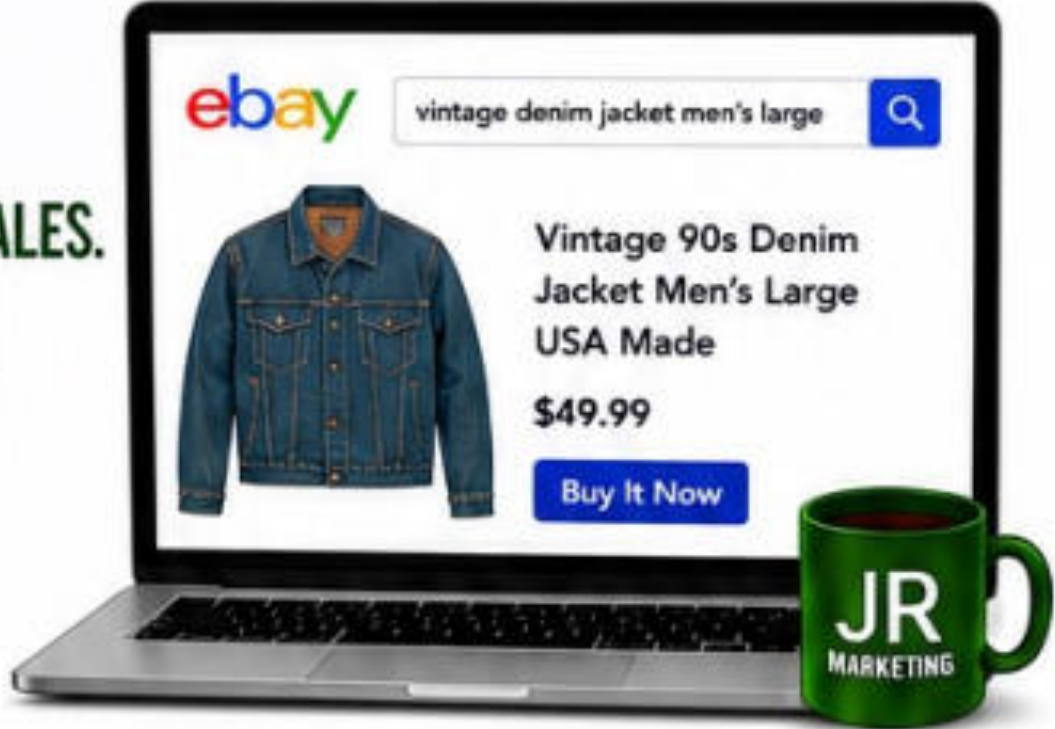 ebay
vintage denim jacket men's large
ALES.
Vintage 90s Denim
Jacket Men's Large
USA Made
$49.99
Buy It Now
JR
MARKETING